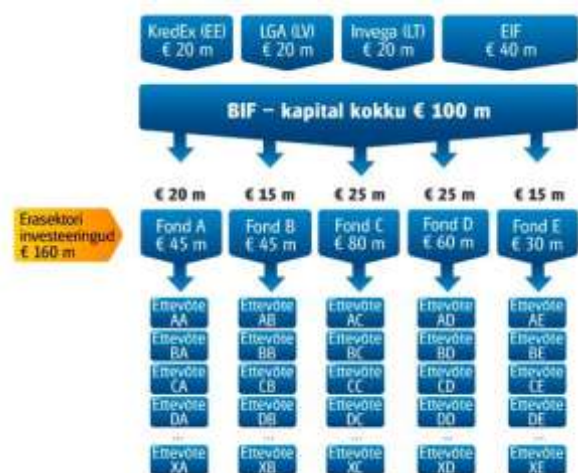 KredEx (EE)
€ 20 m
LGA (LV)
€ 20 m
Invega (LT)
€ 20 m
EIF
€ 40 m
BIF – kapital kokku € 100 m
€ 20 m
€ 15 m
€ 25 m
€ 25 m
€ 15 m
Erasektori
investeeringud
€ 160 m
Fond A
€ 45 m
Fond B
€ 45 m
Fond C
€ 80 m
Fond D
€ 60 m
Fond E
€ 30 m
Ettevõte
AA
Ettevõte
AB
Ettevõte
AC
Ettevõte
AD
Ettevõte
AE
Ettevõte
BA
Ettevõte
BB
Ettevõte
BC
Ettevõte
BD
Ettevõte
BE
Ettevõte
CA
Ettevõte
CB
Ettevõte
CC
Ettevõte
CD
Ettevõte
CE
Ettevõte
DA
Ettevõte
DB
Ettevõte
DC
Ettevõte
DD
Ettevõte
DE
...
...
...
...
...
Ettevõte
XA
Ettevõte
XB
Ettevõte
XC
Ettevõte
XD
Ettevõte
XE